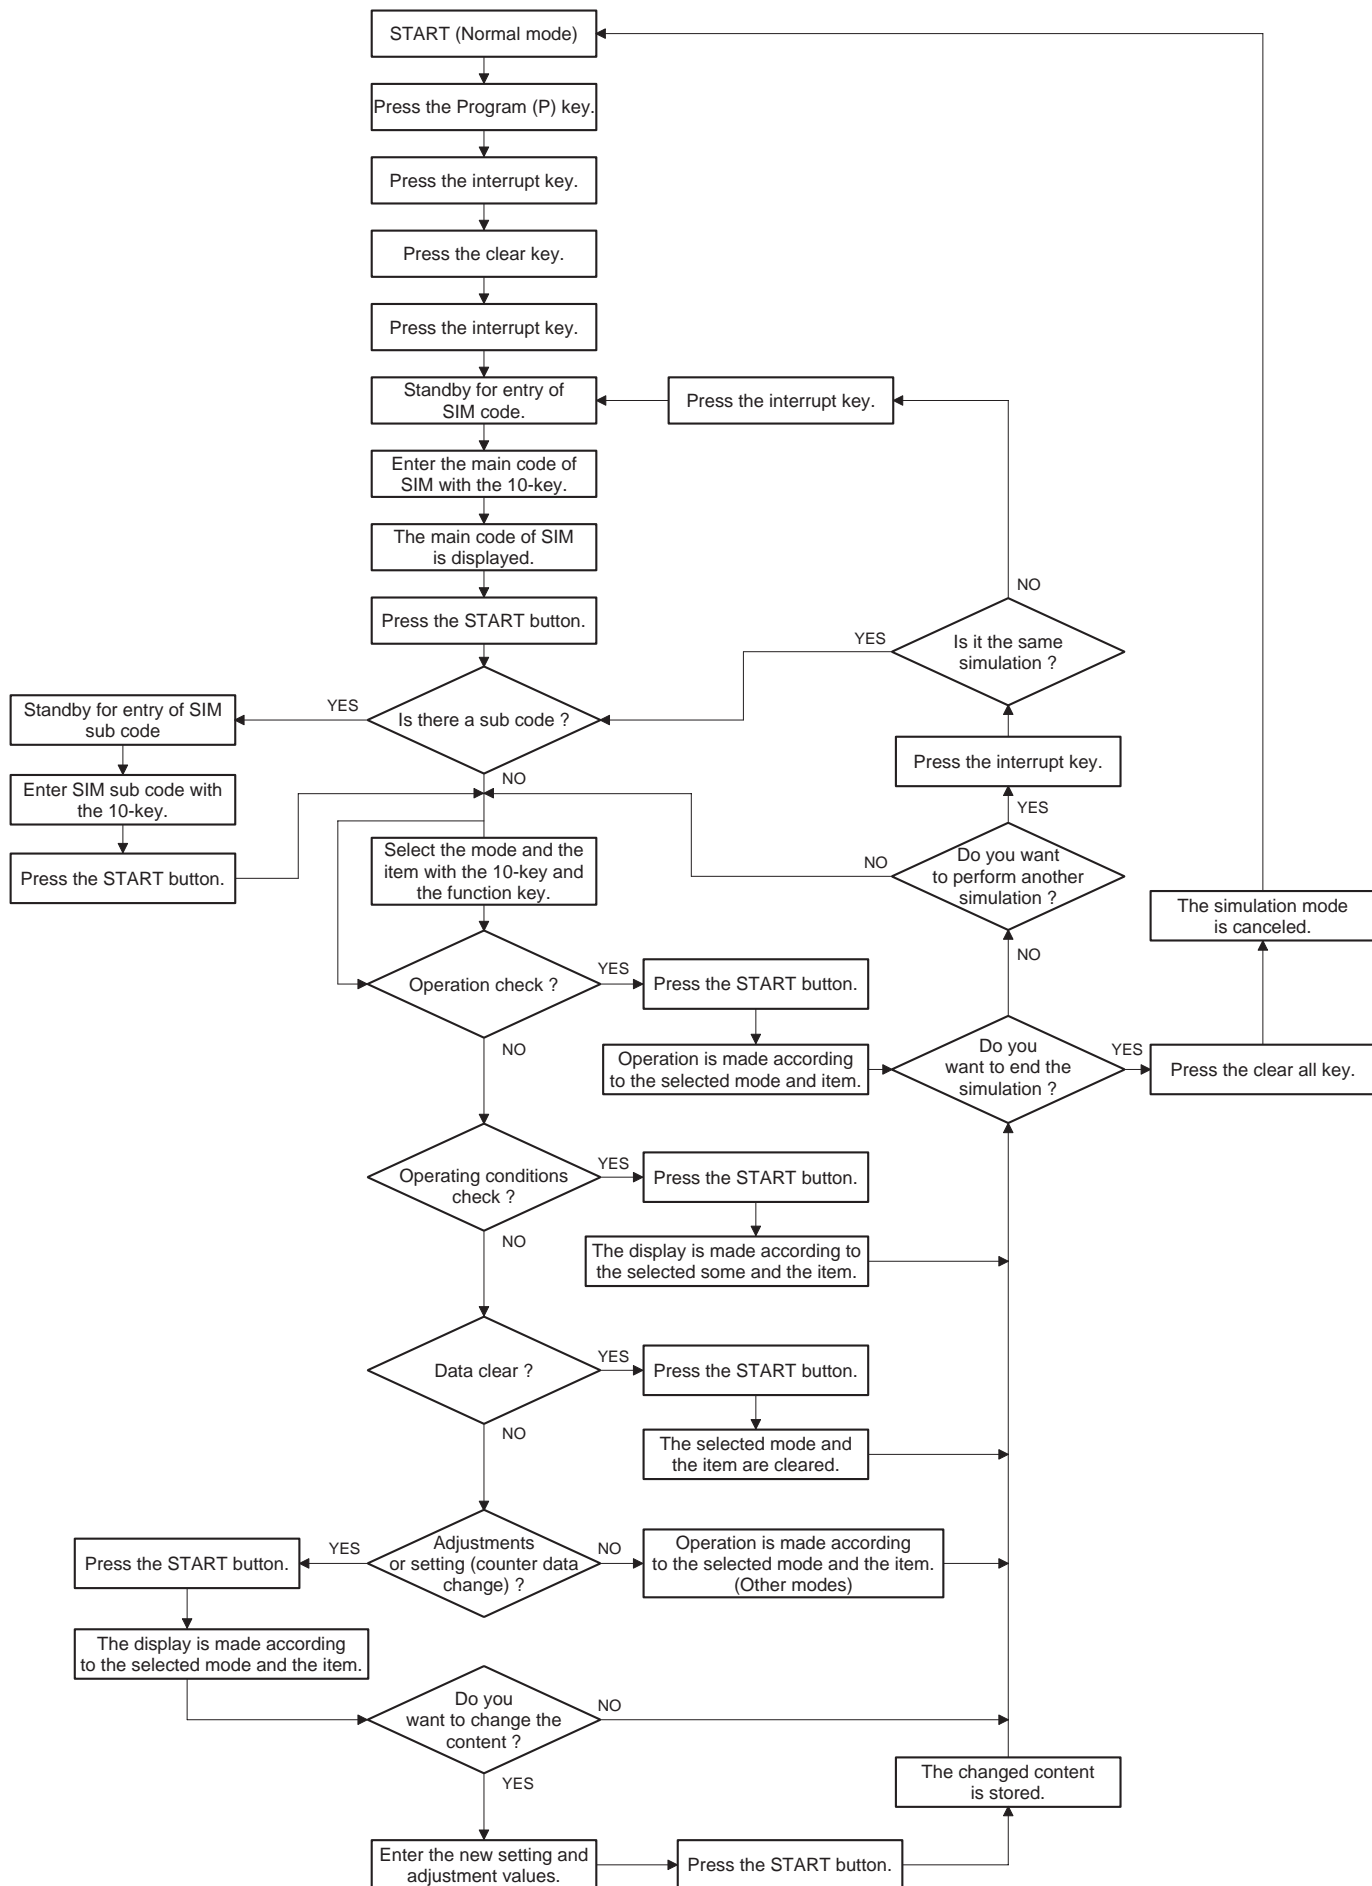 START (Normal mode)
Press the Program (P) key.
Press the interrupt key.
Press the clear key.
Press the interrupt key.
Standby for entry of
SIM code.
Press the interrupt key.
Enter the main code of
SIM with the 10-key.
The main code of SIM
is displayed.
NO
Press the START button.
YES
Is it the same
simulation ?
Standby for entry of SIM
sub code
YES
Is there a sub code ?
Press the interrupt key.
NO
Enter SIM sub code with
the 10-key.
YES
Press the START button.
Select the mode and the
item with the 10-key and
the function key.
NO
Do you want
to perform another
simulation ?
The simulation mode
is canceled.
NO
Operation check ?
YES
Press the START button.
NO
Operation is made according
to the selected mode and item.
Do you
want to end the
simulation ?
YES
Press the clear all key.
Operating conditions
check ?
YES
Press the START button.
NO
The display is made according to
the selected some and the item.
Data clear ?
YES
Press the START button.
NO
The selected mode and
the item are cleared.
Press the START button.
YES
Adjustments
or setting (counter data
change) ?
NO
Operation is made according
to the selected mode and the item.
(Other modes)
The display is made according
to the selected mode and the item.
Do you
want to change the
content ?
NO
YES
The changed content
is stored.
Enter the new setting and
adjustment values.
Press the START button.